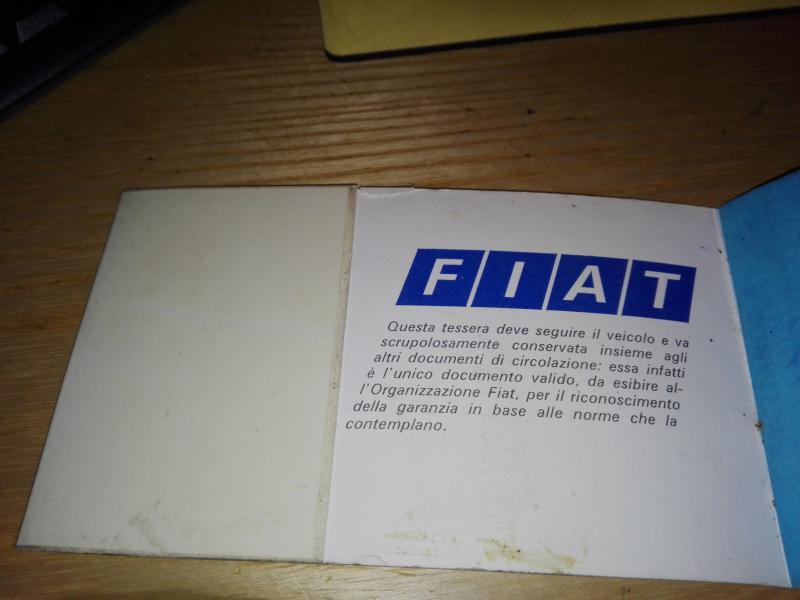 FIAT
Questa tessera deve seguire il veicolo e va
scrupolosamente conservata insieme agli
altri documenti di circolazione: essa infatti
è l'unico documento valido, da esibire al-
l'Organizzazione Fiat, per il riconoscimento
della garanzia in base alle norme che la
contemplano.